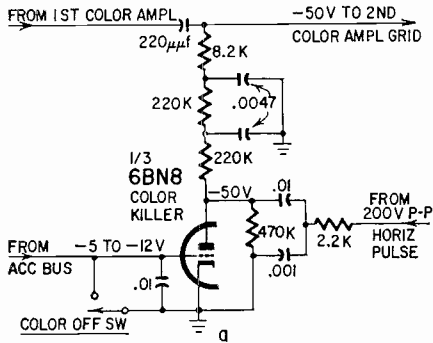 FROM 1ST COLOR AMPL
-50V TO 2ND
COLOR AMPL GRID
220μμf
8.2K
220K
.0047
220K
1/3
6BN8
COLOR
KILLER
-50V
.01
FROM
200V P-P
HORIZ
PULSE
470K
2.2K
.001
FROM
ACC BUS
-5 TO -12V
.01
COLOR OFF SW
a